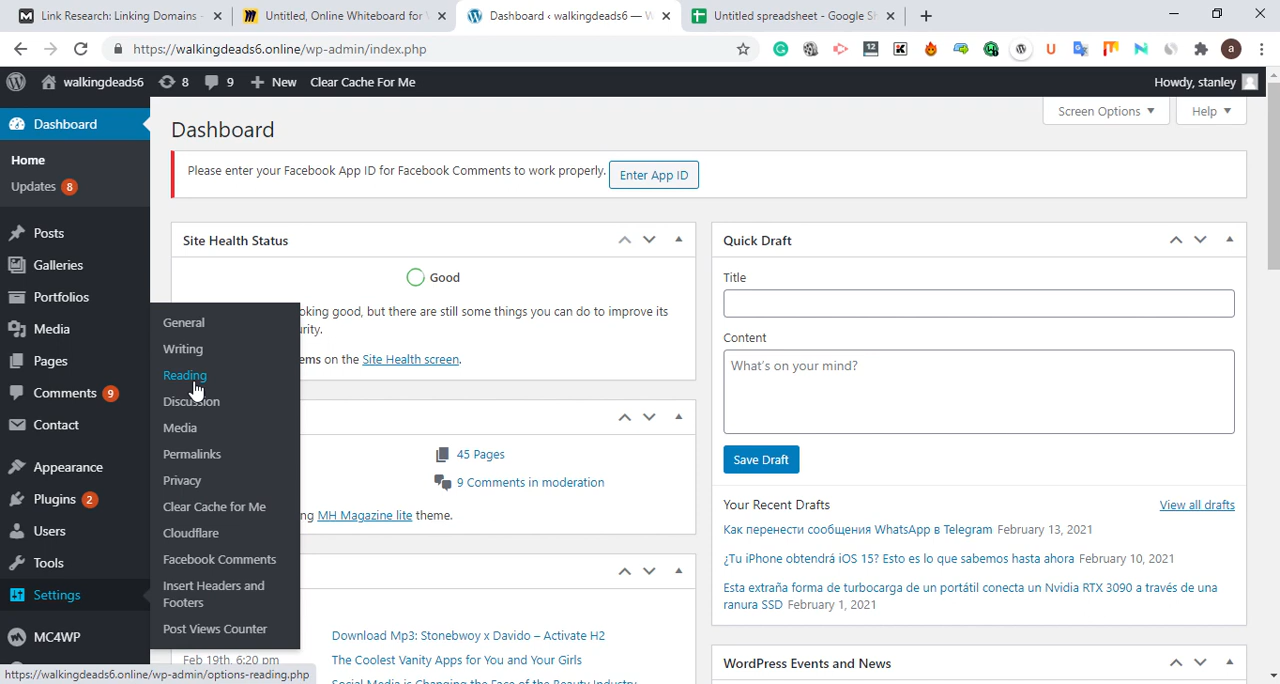 Link Research: Linking Domains -
Untitled, Online Whiteboard for
Dashboard ‹ walkingdeads6 — W
Untitled spreadsheet - Google Sh
https://walkingdeads6.online/wp-admin/index.php
12
a
walkingdeads6
8
9
New
Clear Cache For Me
Howdy, stanley
Dashboard
Home
Updates 8
Posts
Galleries
Portfolios
Media
Pages
Comments 9
Contact
Appearance
Plugins 2
Users
Tools
Settings
MC4WP
General
Writing
Reading
Discussion
Media
Permalinks
Privacy
Clear Cache for Me
Cloudflare
Facebook Comments
Insert Headers and
Footers
Post Views Counter
Screen Options
Help
Dashboard
Please enter your Facebook App ID for Facebook Comments to work properly.
Enter App ID
Site Health Status
Good
oking good, but there are still some things you can do to improve its
on the Site Health screen.
45 Pages
9 Comments in moderation
MH Magazine lite theme.
Download Mp3: Stonebwoy x Davido – Activate H2
Feb 19th, 6:20 pm
The Coolest Vanity Apps for You and Your Girls
Social Media is Changing the Face of the Beauty Industry
Quick Draft
Title
Content
What's on your mind?
Save Draft
Your Recent Drafts
View all drafts
Как перенести сообщения WhatsApp в Telegram February 13, 2021
¿Tu iPhone obtendrá iOS 15? Esto es lo que sabemos hasta ahora February 10, 2021
Esta extraña forma de turbocarga de un portátil conecta un Nvidia RTX 3090 a través de una
ranura SSD February 1, 2021
WordPress Events and News
https://walkingdeads6.online/wp-admin/options-reading.php